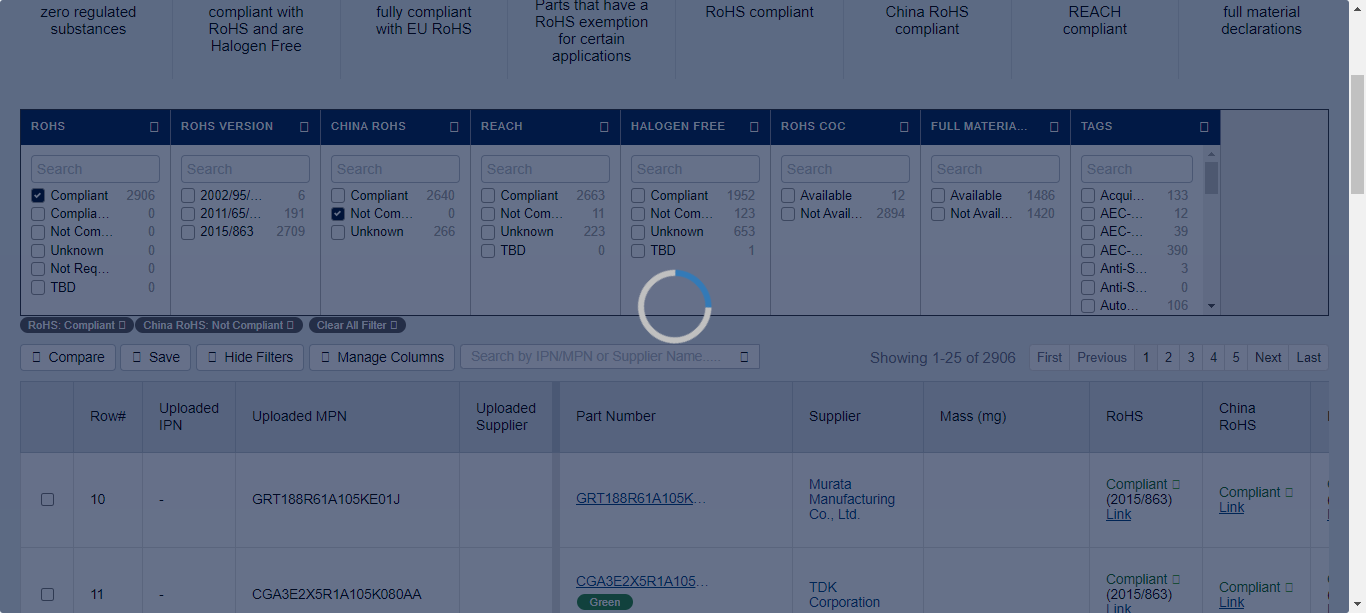 zero regulated
substances
compliant with
RoHS and are
Halogen Free
fully compliant
with EU RoHS
Parts that have a
RoHS exemption
for certain
applications
RoHS compliant
China RoHS
compliant
REACH
compliant
full material
declarations
ROHS
ROHS VERSION
CHINA ROHS
REACH
HALOGEN FREE
ROHS COC
FULL MATERIA...
TAGS
Search
Search
Search
Search
Search
Search
Search
Search
Compliant 2906
Complia... 0
Not Com... 0
Unknown 0
Not Req... 0
TBD 0
2002/95/... 6
2011/65/... 191
2015/863 2709
Compliant 2640
Not Com... 0
Unknown 266
Compliant 2663
Not Com... 11
Unknown 223
TBD 0
Compliant 1952
Not Com... 123
Unknown 653
TBD 1
Available 12
Not Avail... 2894
Available 1486
Not Avail... 1420
Acqui... 133
AEC-... 12
AEC-... 39
AEC-... 390
Anti-S... 3
Anti-S... 0
Auto... 106
RoHS: Compliant
China RoHS: Not Compliant
Clear All Filter
Compare
Save
Hide Filters
Manage Columns
Search by IPN/MPN or Supplier Name.....
Showing 1-25 of 2906
First Previous 1 2 3 4 5 Next Last
Row#
Uploaded
IPN
Uploaded MPN
Uploaded
Supplier
Part Number
Supplier
Mass (mg)
RoHS
China
RoHS
10
-
GRT188R61A105KE01J
GRT188R61A105K...
Murata
Manufacturing
Co., Ltd.
Compliant
(2015/863)
Link
Compliant
Link
11
-
CGA3E2X5R1A105K080AA
CGA3E2X5R1A105...
Green
TDK
Corporation
Compliant
(2015/863)
Link
Compliant
Link